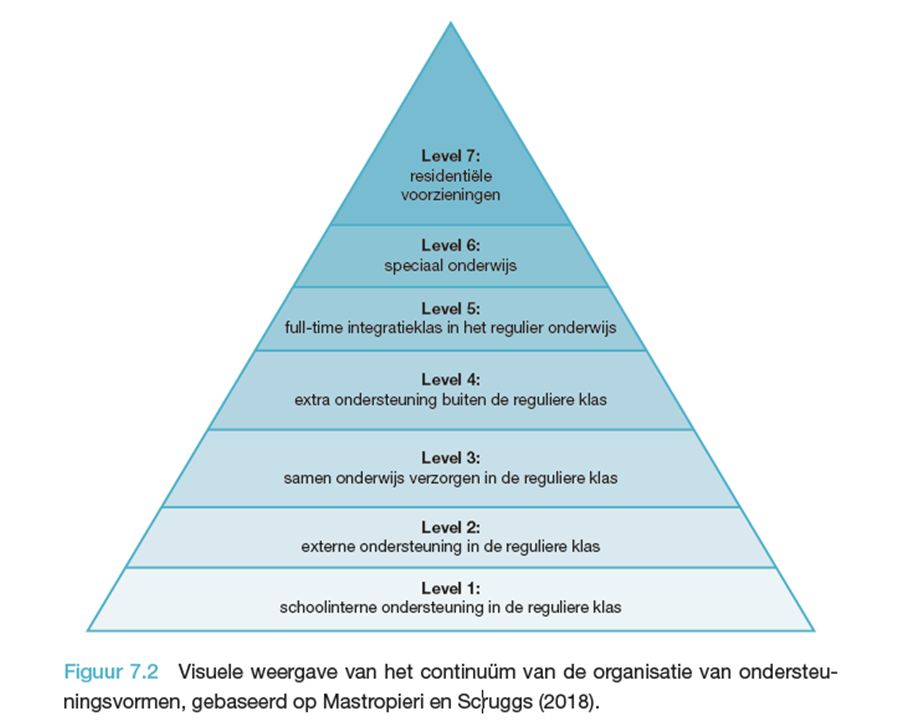 Level 7:
residentiële
voorzieningen
Level 6:
speciaal onderwijs
Level 5:
full-time integratieklas in het regulier onderwijs
Level 4:
extra ondersteuning buiten de reguliere klas
Level 3:
samen onderwijs verzorgen in de reguliere klas
Level 2:
externe ondersteuning in de reguliere klas
Level 1:
schoolinterne ondersteuning in de reguliere klas
Figuur 7.2 Visuele weergave van het continuüm van de organisatie van ondersteu-
ningsvormen, gebaseerd op Mastropieri en Scruggs (2018).